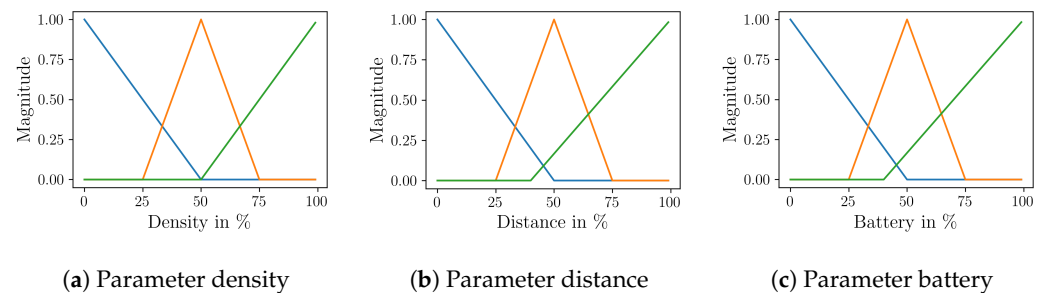 1.00
0.75
0.50
0.25
0.00
Magnitude
0 25 50 75 100
Density in %
(a) Parameter density
1.00
0.75
0.50
0.25
0.00
Magnitude
0 25 50 75 100
Distance in %
(b) Parameter distance
1.00
0.75
0.50
0.25
0.00
Magnitude
0 25 50 75 100
Battery in %
(c) Parameter battery